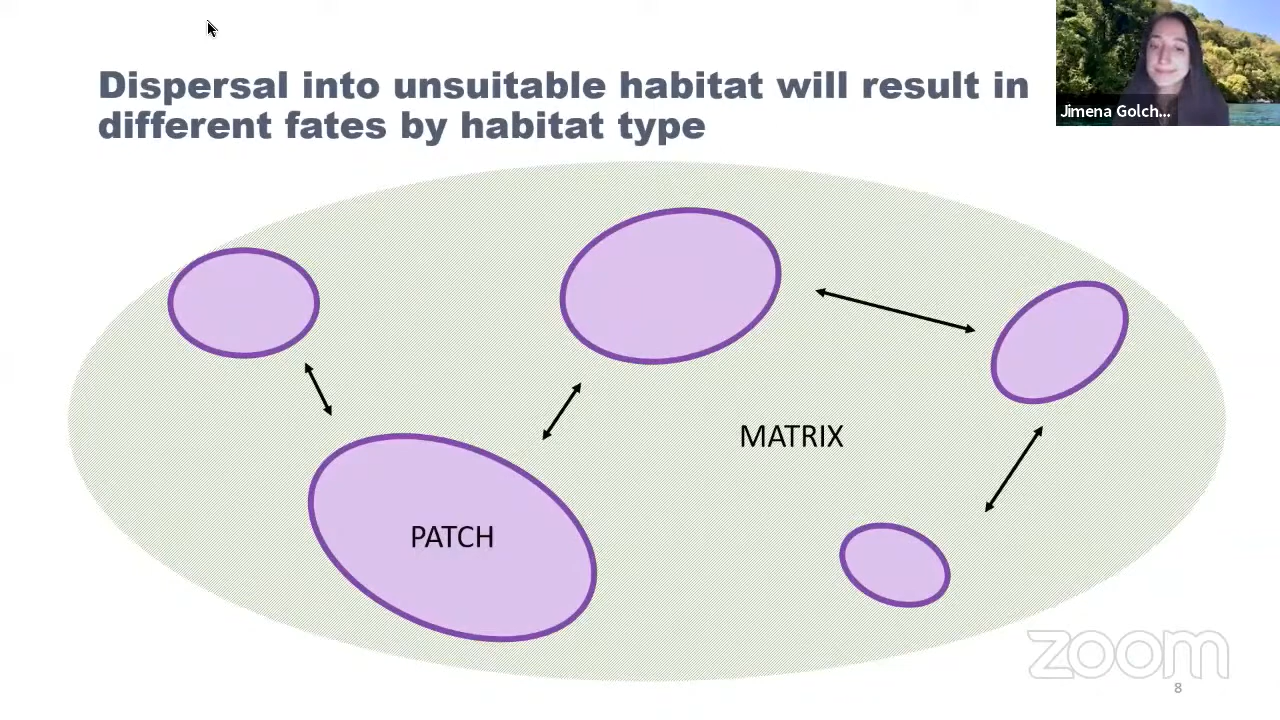 Dispersal into unsuitable habitat will result in
different fates by habitat type
Jimena Golch...
MATRIX
PATCH
zoom
8